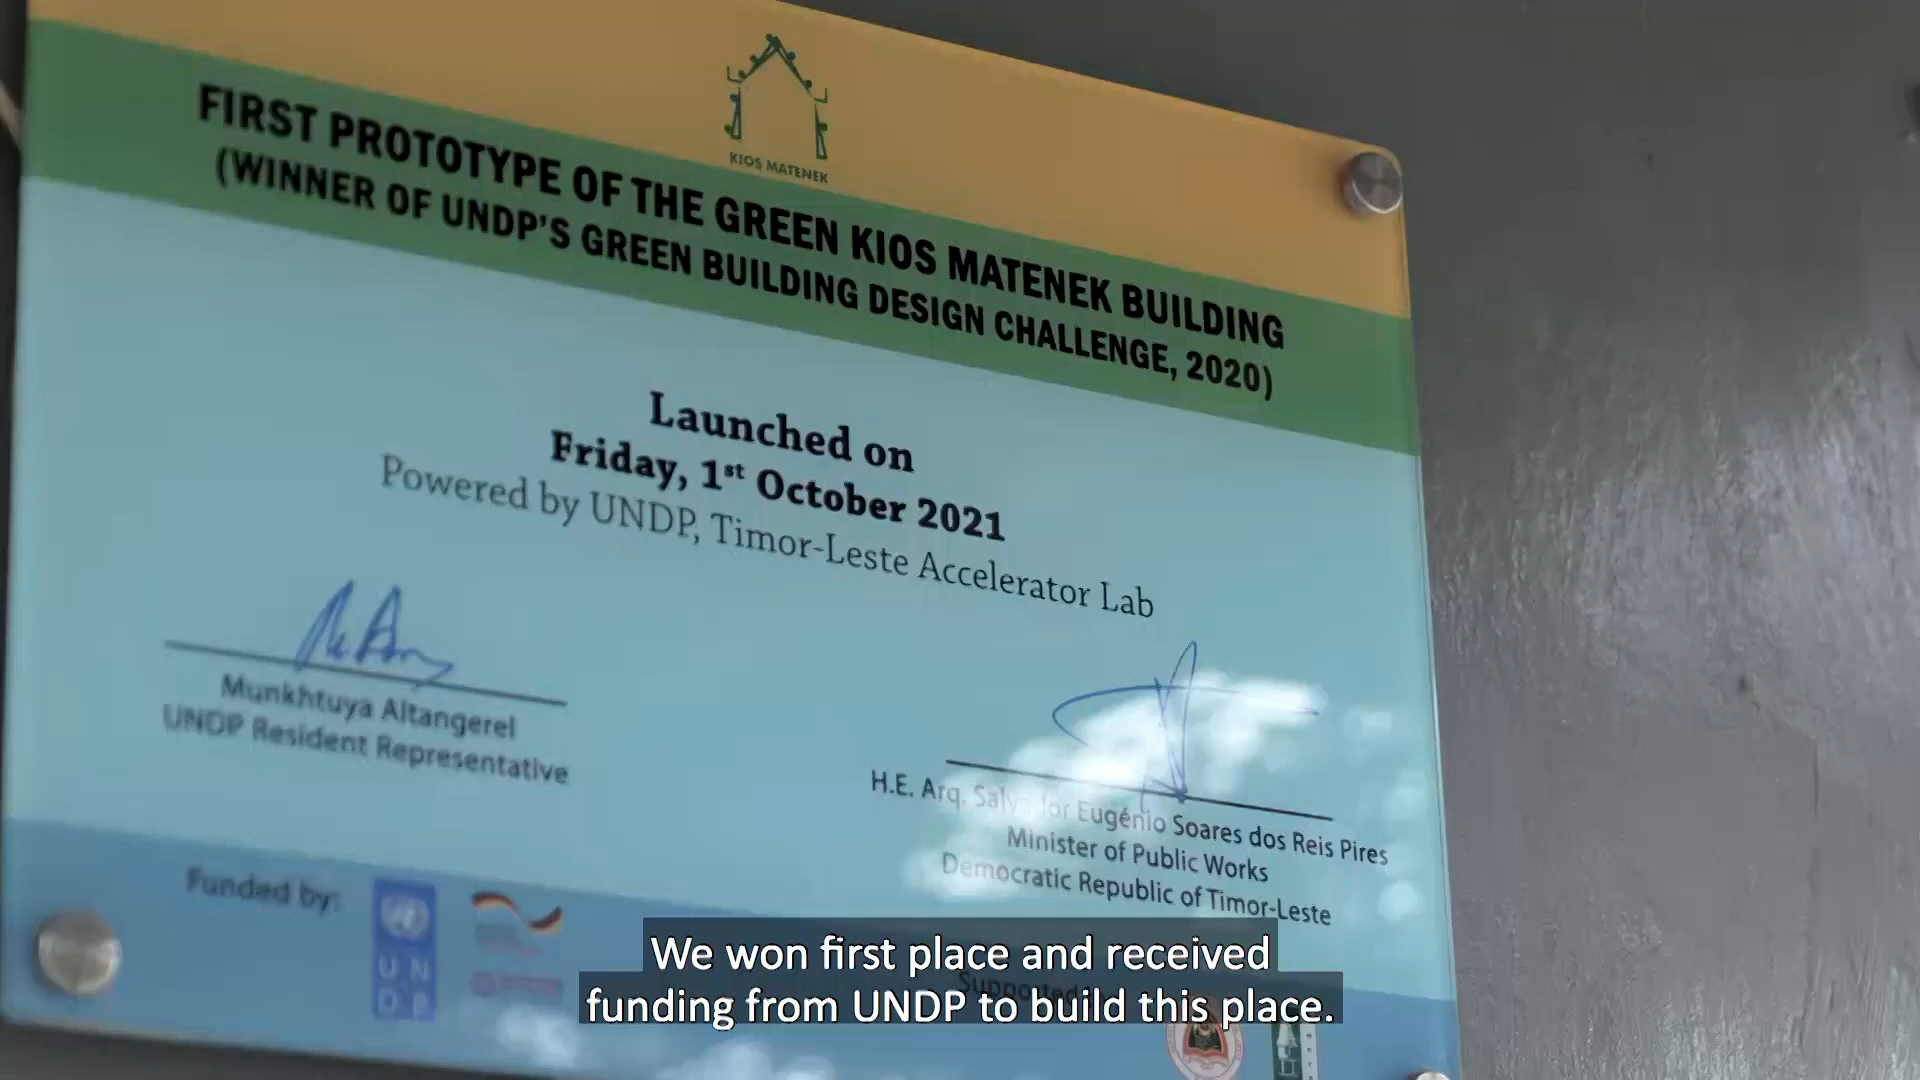 KIOS MATENEK
FIRST PROTOTYPE OF THE GREEN KIOS MATENEK BUILDING
(WINNER OF UNDP'S GREEN BUILDING DESIGN CHALLENGE, 2020)
Launched on
Friday, 1st October 2021
Powered by UNDP, Timor-Leste Accelerator Lab
Munkhtuya Altangerel
UNDP Resident Representative
H.E. Arq. Salvador Eugénio Soares dos Reis Pires
Minister of Public Works
Democratic Republic of Timor-Leste
Funded by:
U N
D P
Supported
We won first place and received
funding from UNDP to build this place.